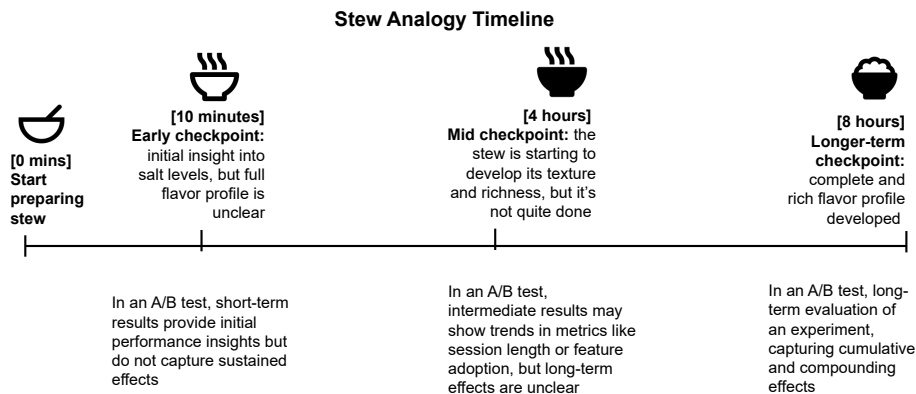 Stew Analogy Timeline
[0 mins]
Start
preparing
stew
[10 minutes]
Early checkpoint:
initial insight into
salt levels, but full
flavor profile is
unclear
[4 hours]
Mid checkpoint: the
stew is starting to
develop its texture
and richness, but it's
not quite done
[8 hours]
Longer-term
checkpoint:
complete and
rich flavor profile
developed
In an A/B test, short-term
results provide initial
performance insights but
do not capture sustained
effects
In an A/B test,
intermediate results may
show trends in metrics like
session length or feature
adoption, but long-term
effects are unclear
In an A/B test, long-
term evaluation of
an experiment,
capturing cumulative
and compounding
effects